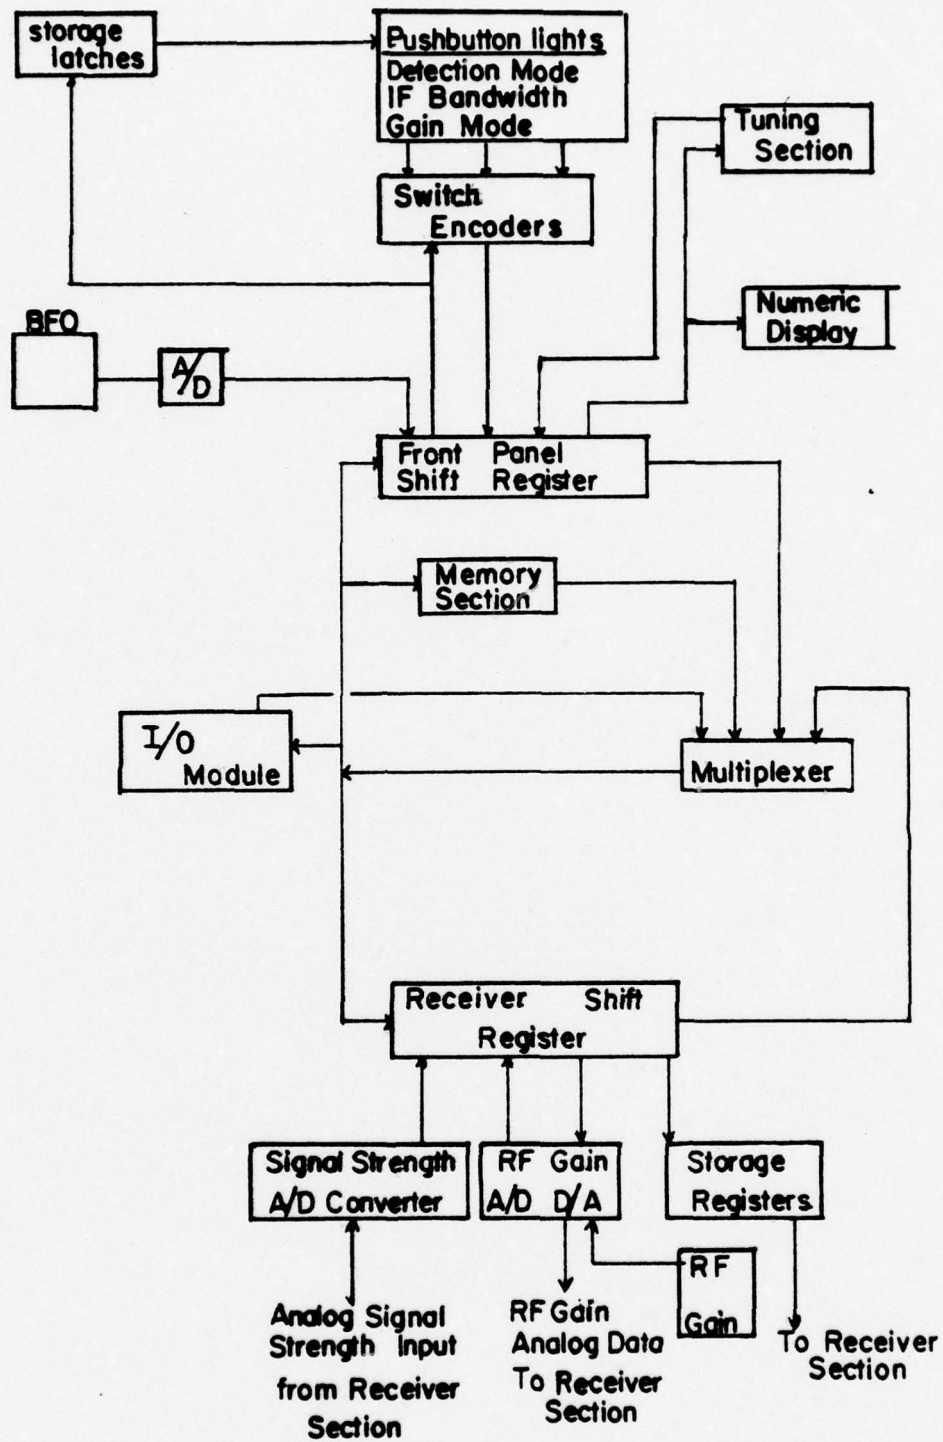 storage
latches
Pushbutton lights
Detection Mode
IF Bandwidth
Gain Mode
Tuning
Section
Switch
Encoders
Numeric
Display
BFO
A/D
Front Panel
Shift Register
Memory
Section
I/O
Module
Multiplexer
Receiver Shift
Register
Signal Strength
A/D Converter
RF Gain
A/D D/A
Storage
Registers
RF
Gain
Analog Signal
Strength Input
from Receiver
Section
RF Gain
Analog Data
To Receiver
Section
To Receiver
Section